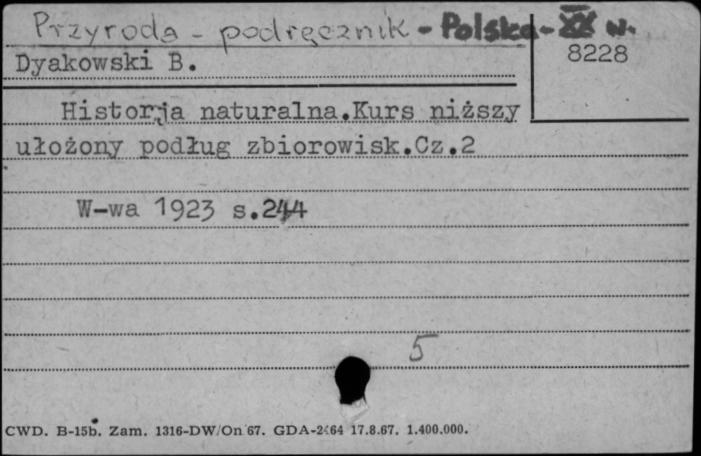 Przyroda - podręcznik - Polska - XX w.
8228
Dyakowski B.
Historja naturalna.Kurs niższy
ułożony podług zbiorowisk.Cz.2
W-wa 1923 s.244
5
CWD. B-15b. Zam. 1316-DW/On 67. GDA-2464 17.8.67. 1.400.000.